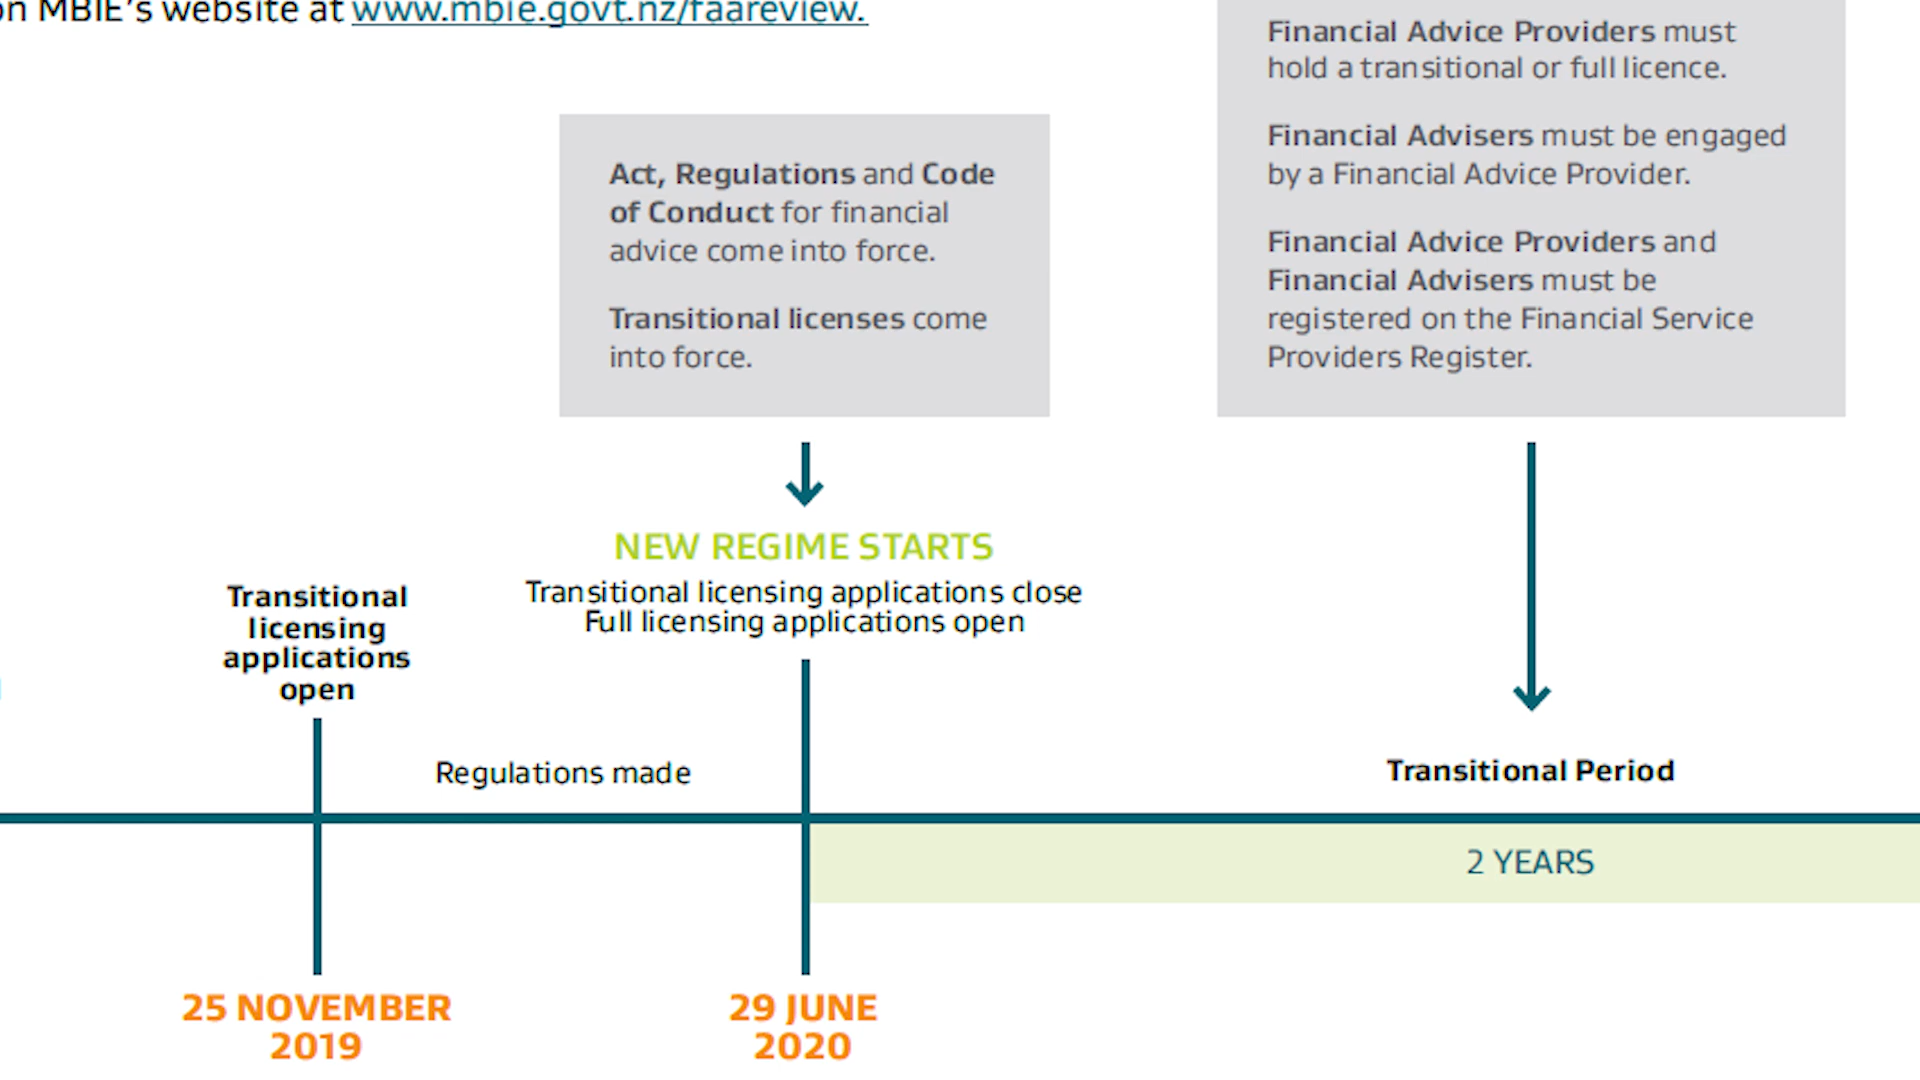 on MBIE's website at www.mbie.govt.nz/faareview.
Financial Advice Providers must
hold a transitional or full licence.
Financial Advisers must be engaged
by a Financial Advice Provider.
Financial Advice Providers and
Financial Advisers must be
registered on the Financial Service
Providers Register.
Act, Regulations and Code
of Conduct for financial
advice come into force.
Transitional licenses come
into force.
NEW REGIME STARTS
Transitional licensing applications close
Full licensing applications open
Transitional
licensing
applications
open
Regulations made
Transitional Period
2 YEARS
25 NOVEMBER
2019
29 JUNE
2020